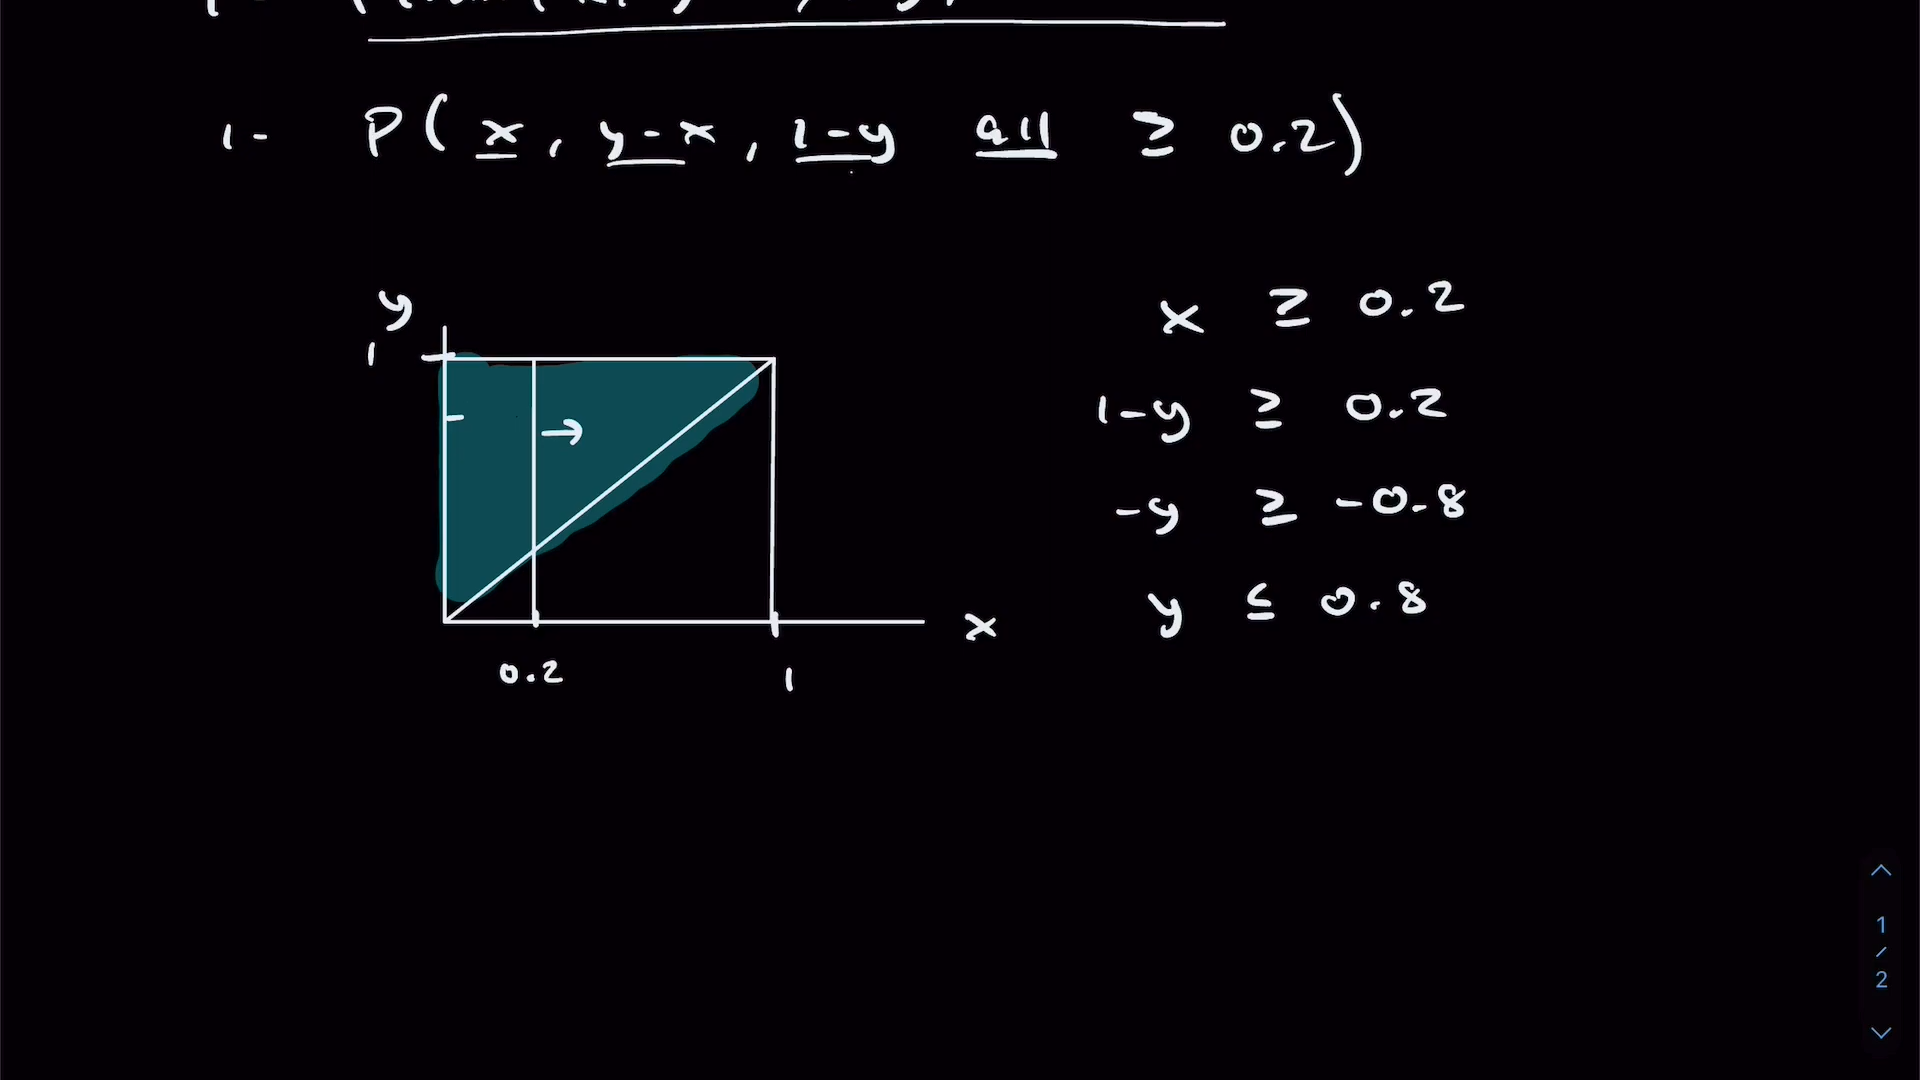 1- P( x, y-x, 1-y all ≥ 0.2)
y
1
x
0.2
1
x ≥ 0.2
1-y ≥ 0.2
-y ≥ -0.8
y ≤ 0.8
1
/
2